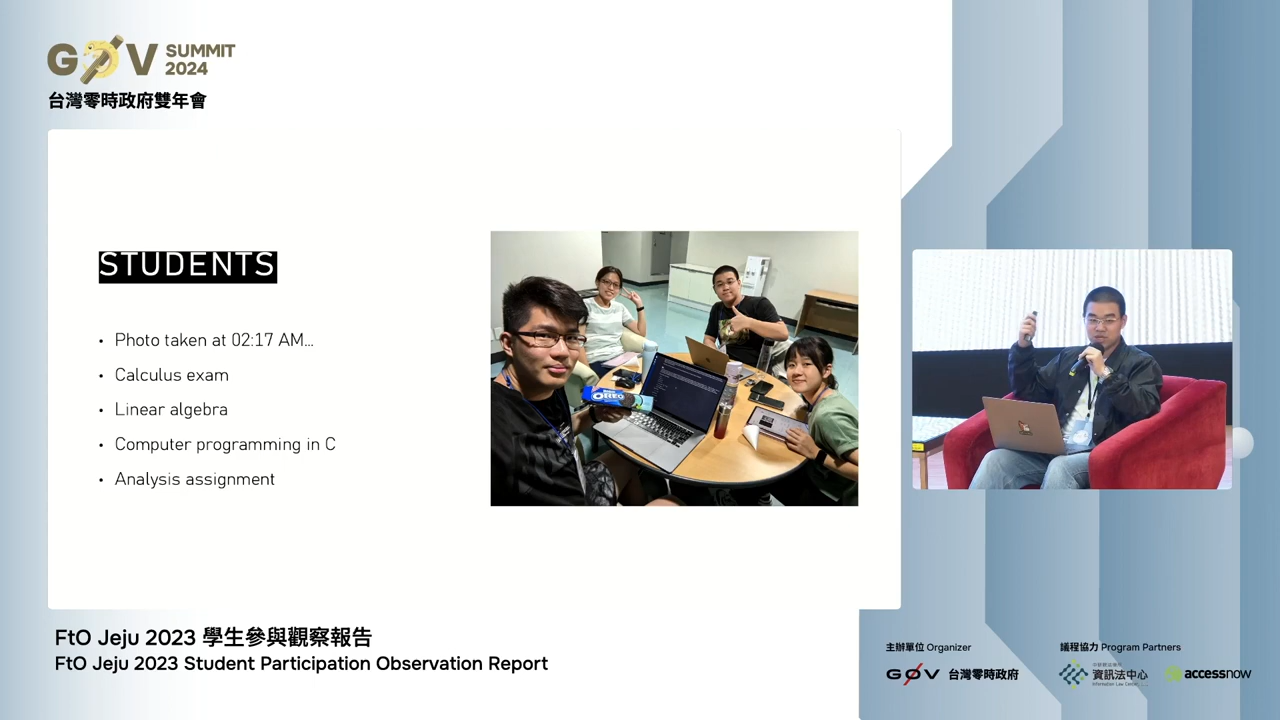 G0V SUMMIT 2024
台灣零時政府雙年會
STUDENTS
• Photo taken at 02:17 AM...
• Calculus exam
• Linear algebra
• Computer programming in C
• Analysis assignment
OREO
FtO Jeju 2023 學生參與觀察報告
FtO Jeju 2023 Student Participation Observation Report
主辦單位 Organizer
G0V 台灣零時政府
議程協力 Program Partners
資訊法中心
Information Law Center
accessnow